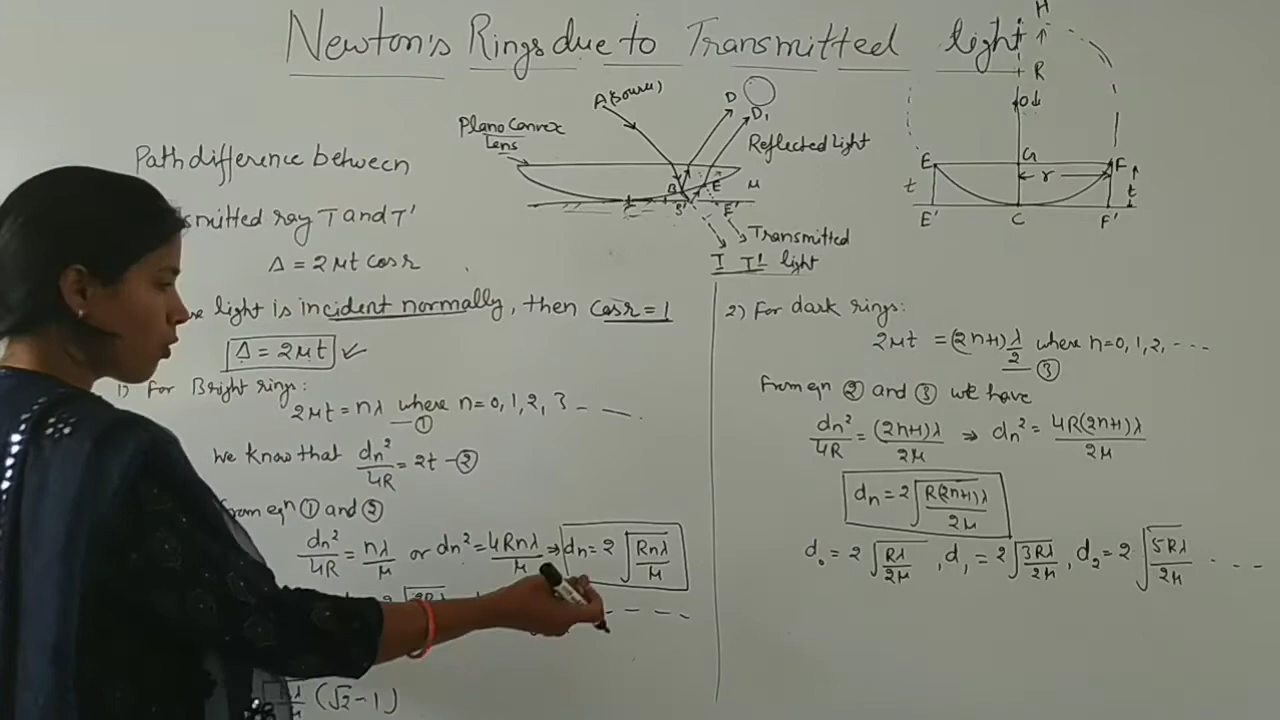 Newton's Rings due to Transmitted light
A(source)
D
D₁
Plano Convex
Lens
Reflected Light
B
E
μ
C
S'
E'
Transmitted
T T' light
H
R
O
E
G
F
r
t
t
E'
C
F'
Path difference between
smitted ray T and T'
Δ = 2μt cosr
light is incident normally, then cosr = 1
Δ = 2μt ✓
1) For Bright rings:
2μt = nλ where n=0, 1, 2, 3 - —.
— ①
We know that dn²/4R = 2t - ②
From eqn ① and ②
dn²/4R = nλ/μ or dn² = 4Rnλ/μ ⇒ dn = 2√(Rnλ/μ)
(√2 - 1)
2) For dark rings:
2μt = (2n+1) λ/2 where n=0, 1, 2, - - -
— ③
From eqn ② and ③ we have
dn²/4R = (2n+1)λ/2μ ⇒ dn² = 4R(2n+1)λ/2μ
dn = 2√(R(2n+1)λ/2μ)
d₀ = 2√(Rλ/2μ), d₁ = 2√(3Rλ/2μ), d₂ = 2√(5Rλ/2μ) - - - -